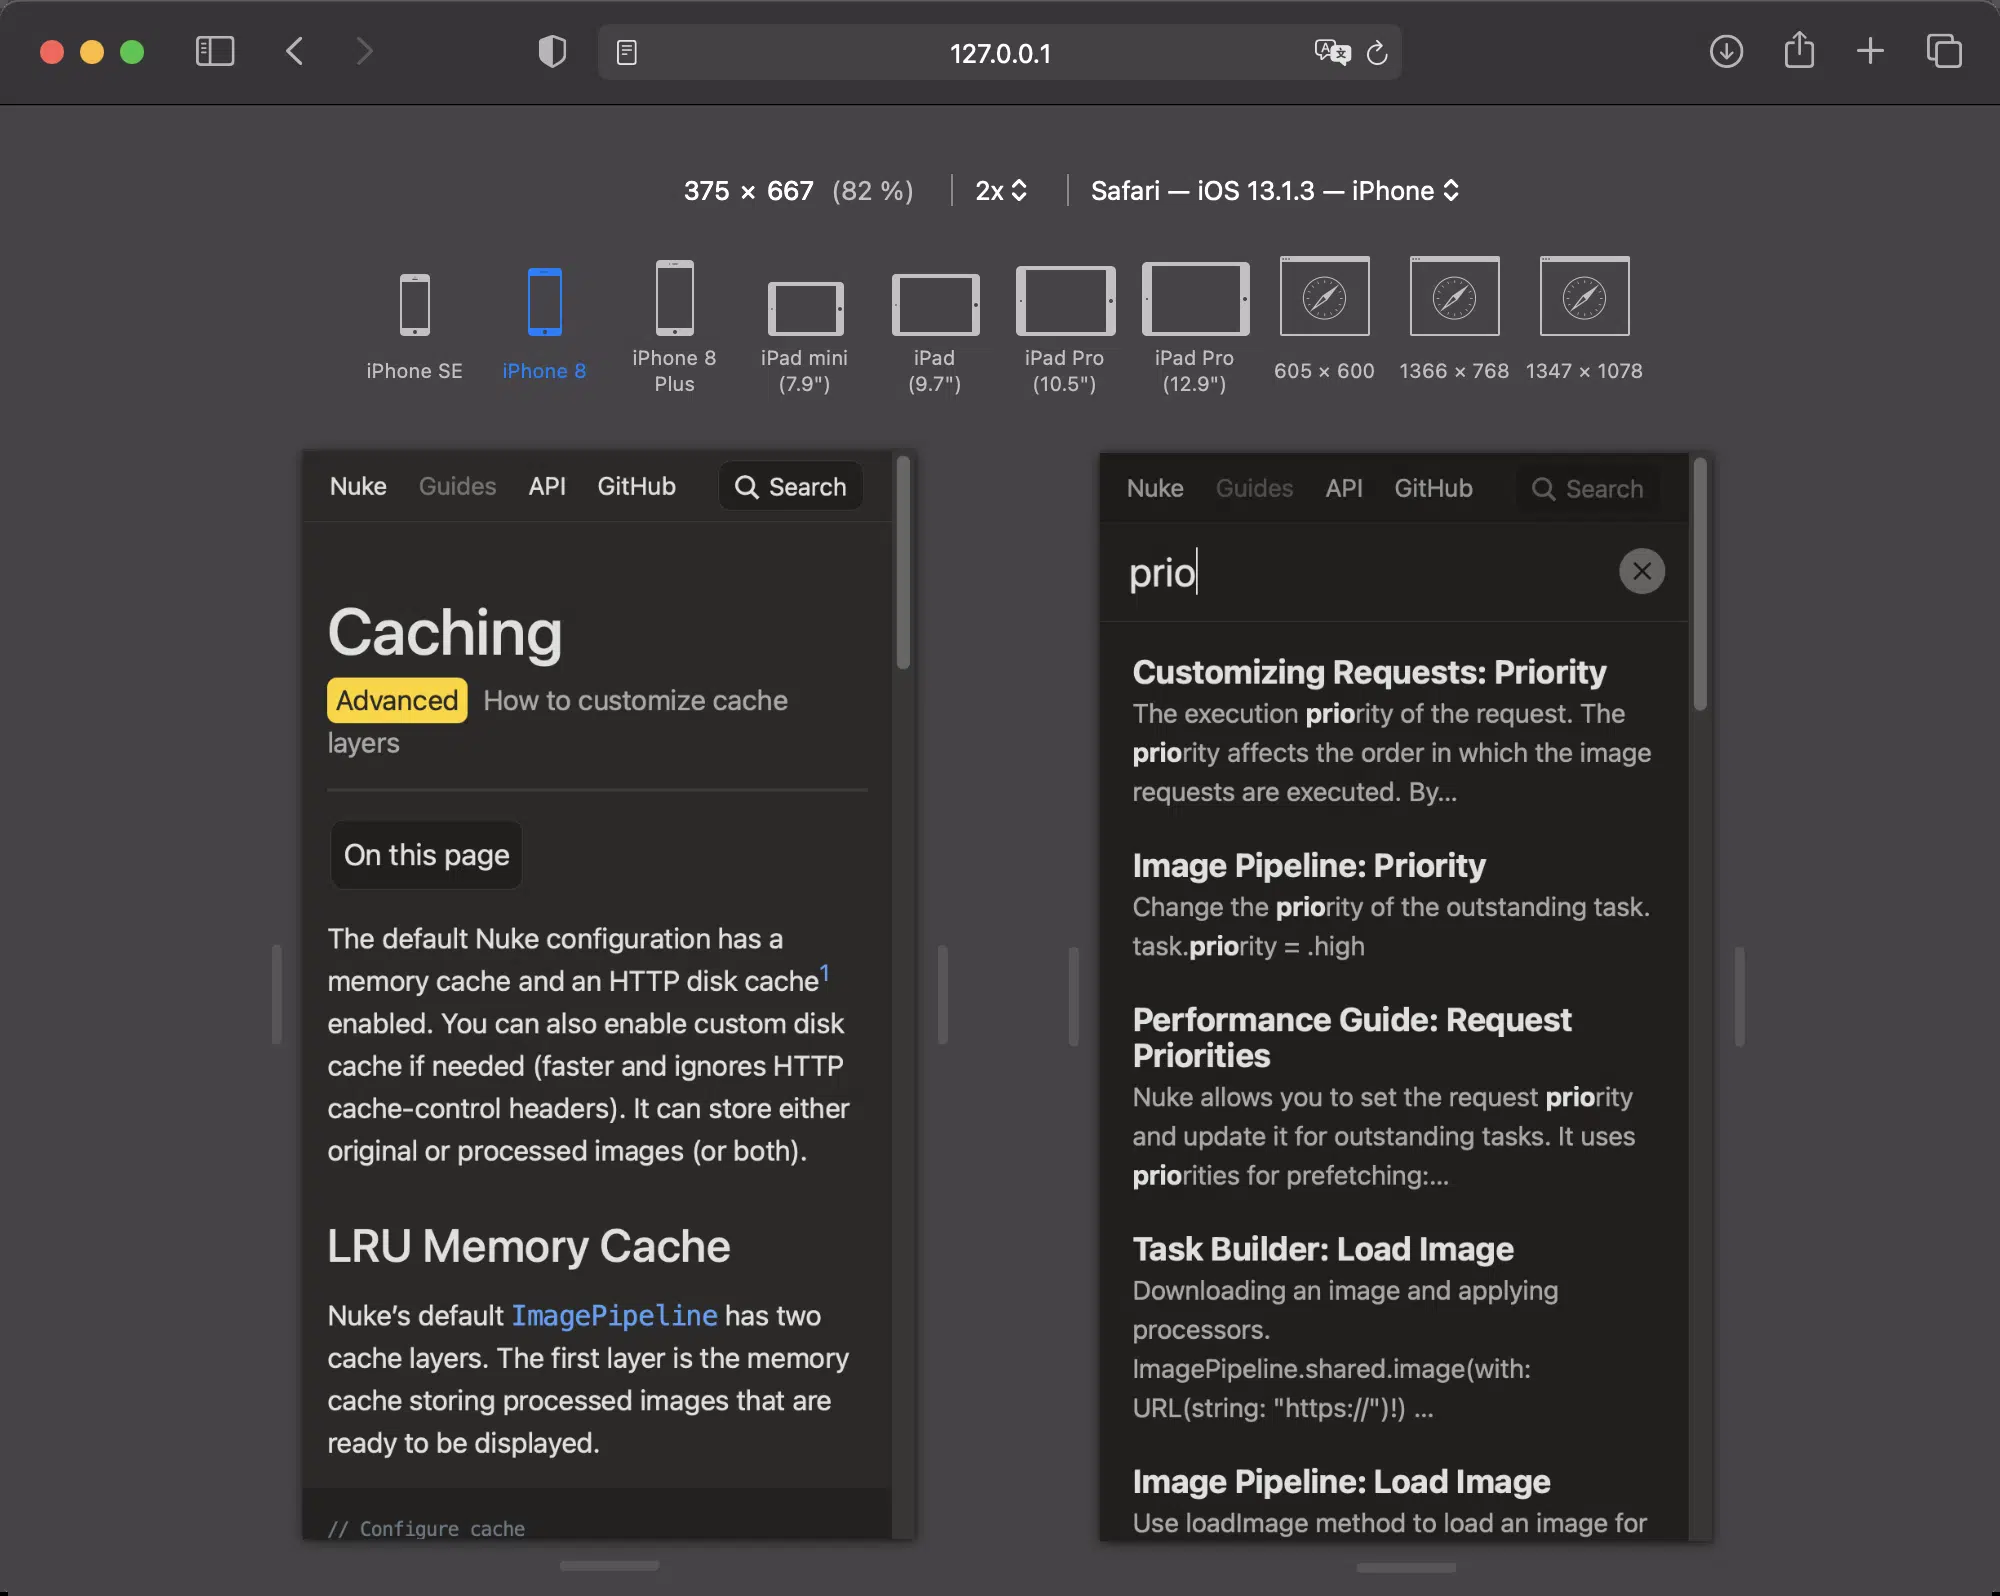 127.0.0.1
375 × 667 (82 %) 2x Safari — iOS 13.1.3 — iPhone
iPhone SE
iPhone 8
iPhone 8
Plus
iPad mini
(7.9")
iPad
(9.7")
iPad Pro
(10.5")
iPad Pro
(12.9")
605 × 600
1366 × 768
1347 × 1078
Nuke Guides API GitHub Search
Caching
Advanced How to customize cache
layers
On this page
The default Nuke configuration has a
memory cache and an HTTP disk cache1
enabled. You can also enable custom disk
cache if needed (faster and ignores HTTP
cache-control headers). It can store either
original or processed images (or both).
LRU Memory Cache
Nuke’s default ImagePipeline has two
cache layers. The first layer is the memory
cache storing processed images that are
ready to be displayed.
// Configure cache
Nuke Guides API GitHub Search
prio
Customizing Requests: Priority
The execution priority of the request. The
priority affects the order in which the image
requests are executed. By...
Image Pipeline: Priority
Change the priority of the outstanding task.
task.priority = .high
Performance Guide: Request
Priorities
Nuke allows you to set the request priority
and update it for outstanding tasks. It uses
priorities for prefetching:...
Task Builder: Load Image
Downloading an image and applying
processors.
ImagePipeline.shared.image(with:
URL(string: "https://")!) ...
Image Pipeline: Load Image
Use loadImage method to load an image for